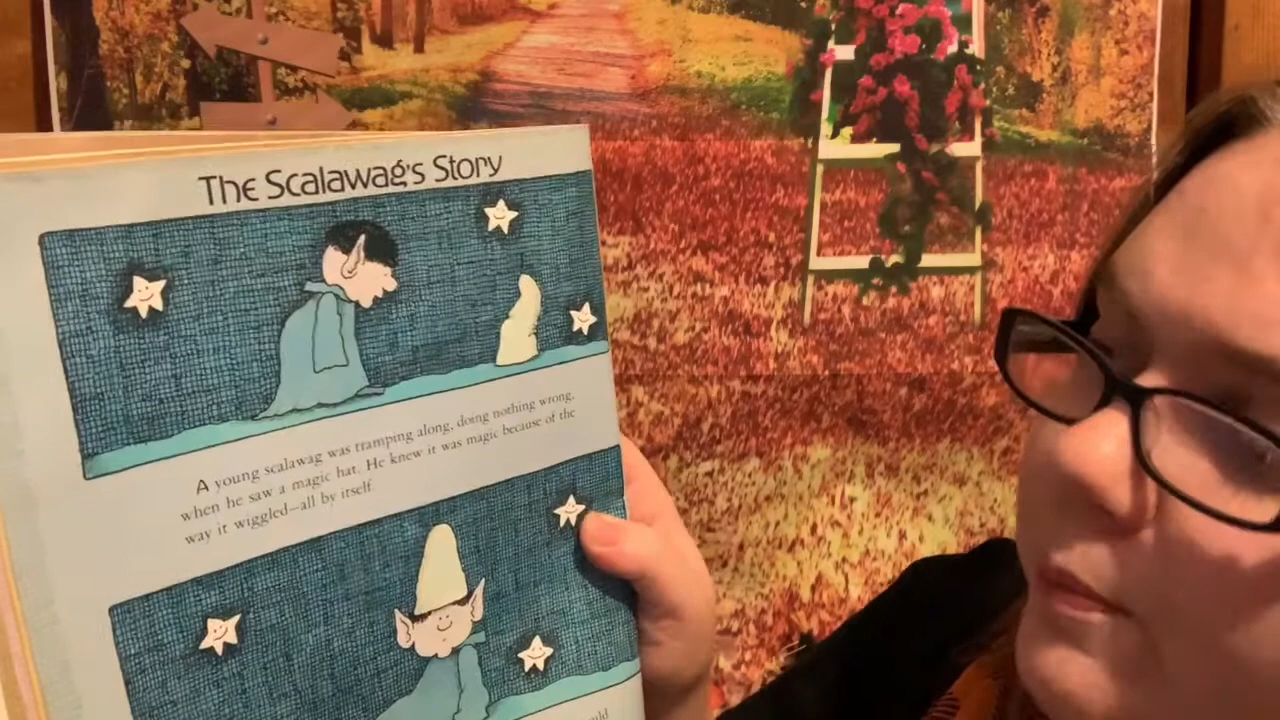 The Scalawag's Story
A young scalawag was tramping along, doing nothing wrong,
when he saw a magic hat. He knew it was magic because of the
way it wiggled—all by itself.